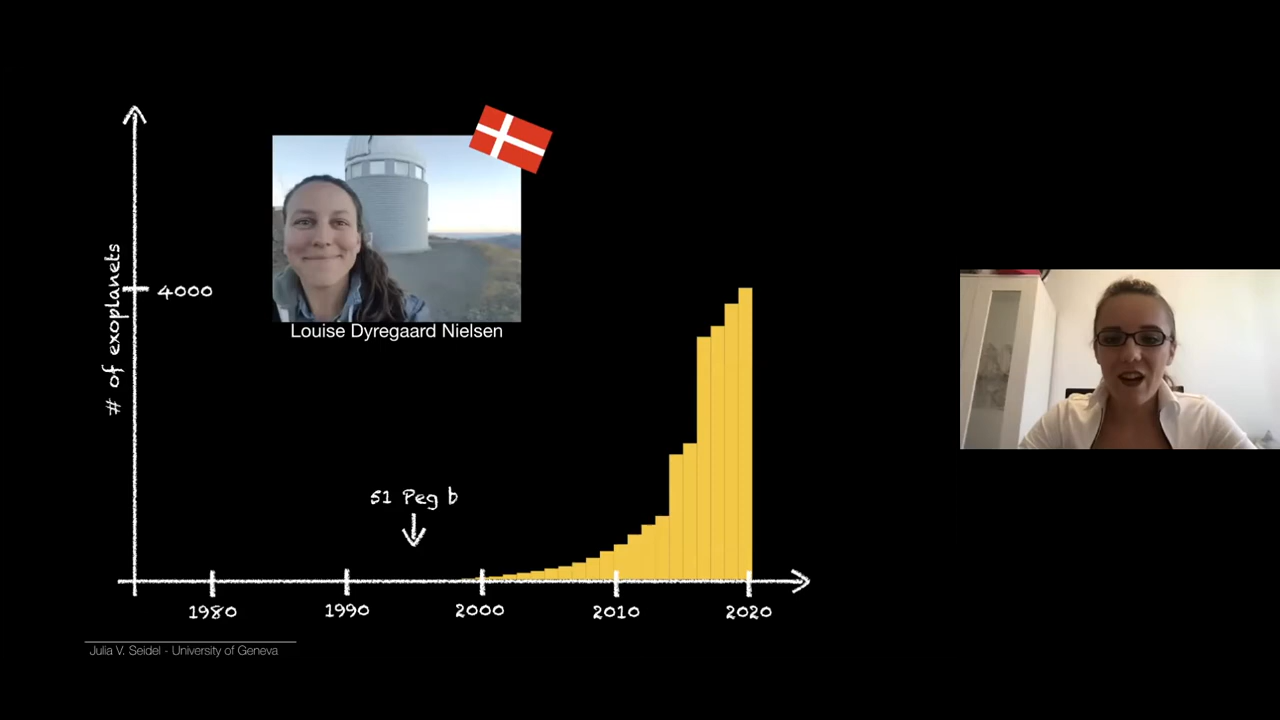 Louise Dyregaard Nielsen
# of exoplanets
4000
51 Peg b
1980 1990 2000 2010 2020
Julia V. Seidel - University of Geneva